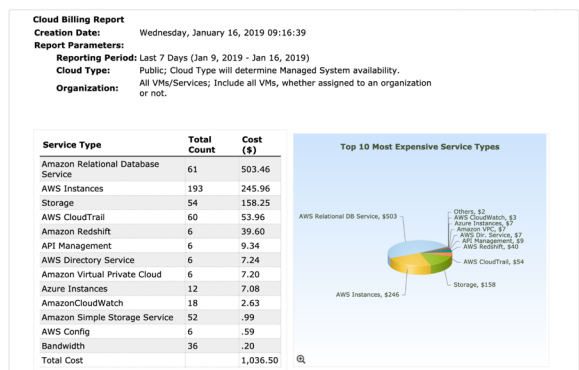 Cloud Billing Report
Creation Date: Wednesday, January 16, 2019 09:16:39
Report Parameters:
Reporting Period: Last 7 Days (Jan 9, 2019 - Jan 16, 2019)
Cloud Type: Public; Cloud Type will determine Managed System availability.
Organization: All VMs/Services; Include all VMs, whether assigned to an organization
or not.
Service Type Total Count Cost ($)
Amazon Relational Database Service 61 503.46
AWS Instances 193 245.96
Storage 54 158.25
AWS CloudTrail 60 53.96
Amazon Redshift 6 39.60
API Management 6 9.34
AWS Directory Service 6 7.24
Amazon Virtual Private Cloud 6 7.20
Azure Instances 12 7.08
AmazonCloudWatch 18 2.63
Amazon Simple Storage Service 52 .99
AWS Config 6 .59
Bandwidth 36 .20
Total Cost 1,036.50
Top 10 Most Expensive Service Types
AWS Relational DB Service, $503
Others, $2
AWS CloudWatch, $3
Azure Instances, $7
Amazon VPC, $7
AWS Dir. Service, $7
API Management, $9
AWS Redshift, $40
AWS CloudTrail, $54
Storage, $158
AWS Instances, $246